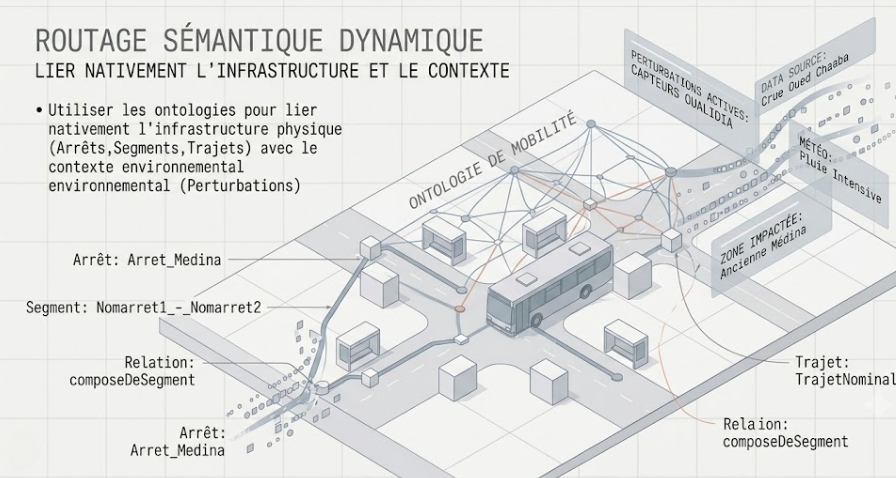 ROUTAGE SÉMANTIQUE DYNAMIQUE
LIER NATIVEMENT L'INFRASTRUCTURE ET LE CONTEXTE
• Utiliser les ontologies pour lier
nativement l'infrastructure physique
(Arrêts,Segments,Trajets) avec le
contexte environnemental
environnemental (Perturbations)
ONTOLOGIE DE MOBILITÉ
PERTURBATIONS ACTIVES:
CAPTEURS OUALIDIA
DATA SOURCE:
Crue Oued Chaaba
MÉTÉO:
Pluie Intensive
ZONE IMPACTÉE:
Ancienne Médina
Arrêt: Arret_Medina
Segment: Nomarret1_-_Nomarret2
Relation:
composeDeSegment
Arrêt:
Arret_Medina
Trajet:
TrajetNominal
Relaion:
composeDeSegment